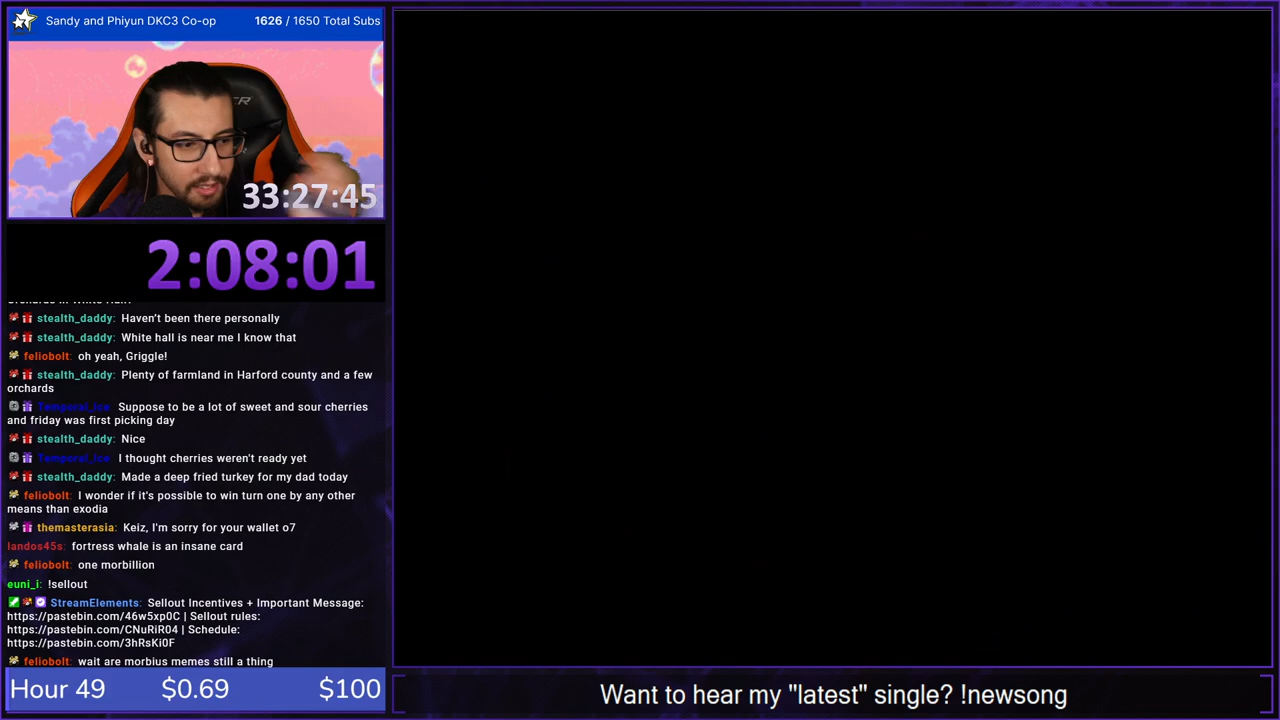 Sandy and Phiyun DKC3 Co-op 1626 / 1650 Total Subs
33:27:45
2:08:01
stealth_daddy: Haven't been there personally
stealth_daddy: White hall is near me I know that
feliobolt: oh yeah, Griggle!
stealth_daddy: Plenty of farmland in Harford county and a few
orchards
Temporal_Ice Suppose to be a lot of sweet and sour cherries
and friday was first picking day
stealth_daddy: Nice
Temporal_Ice I thought cherries weren't ready yet
stealth_daddy: Made a deep fried turkey for my dad today
feliobolt: I wonder if it's possible to win turn one by any other
means than exodia
themasterasia: Keiz, I'm sorry for your wallet o7
landos45s: fortress whale is an insane card
feliobolt: one morbillion
euni_i: !sellout
StreamElements: Sellout Incentives + Important Message:
https://pastebin.com/46w5xp0C | Sellout rules:
https://pastebin.com/CNuRiR04 | Schedule:
https://pastebin.com/3hRsKi0F
feliobolt: wait are morbius memes still a thing
Hour 49 $0.69 $100
Want to hear my "latest" single? !newsong